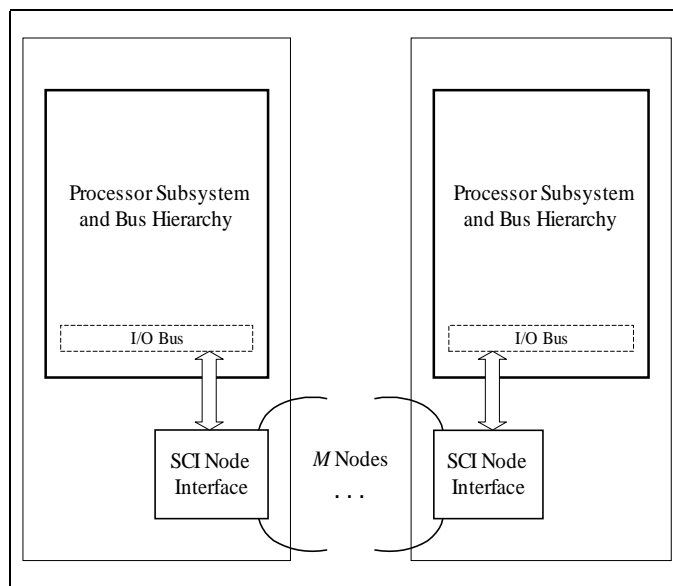 Processor Subsystem
and Bus Hierarchy
I/O Bus
SCI Node
Interface
M Nodes
. . .
Processor Subsystem
and Bus Hierarchy
I/O Bus
SCI Node
Interface